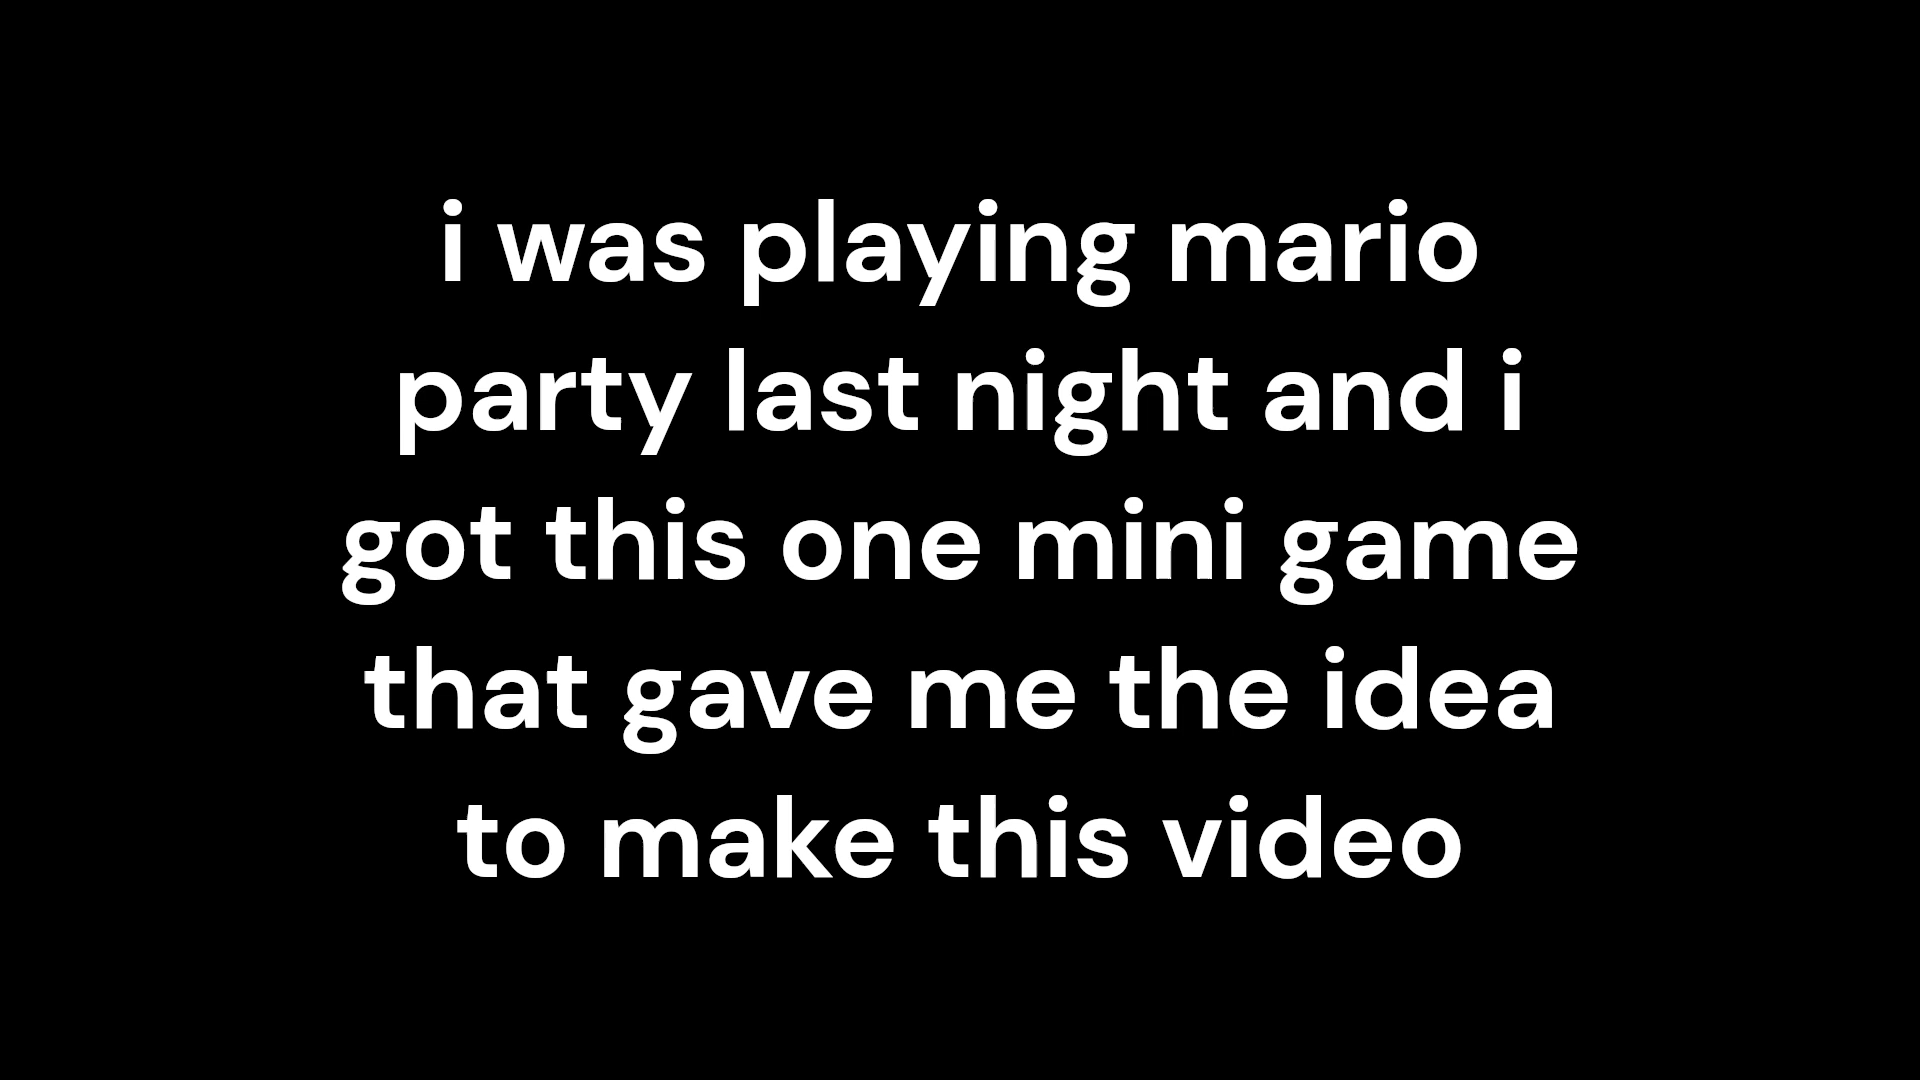 i was playing mario
party last night and i
got this one mini game
that gave me the idea
to make this video